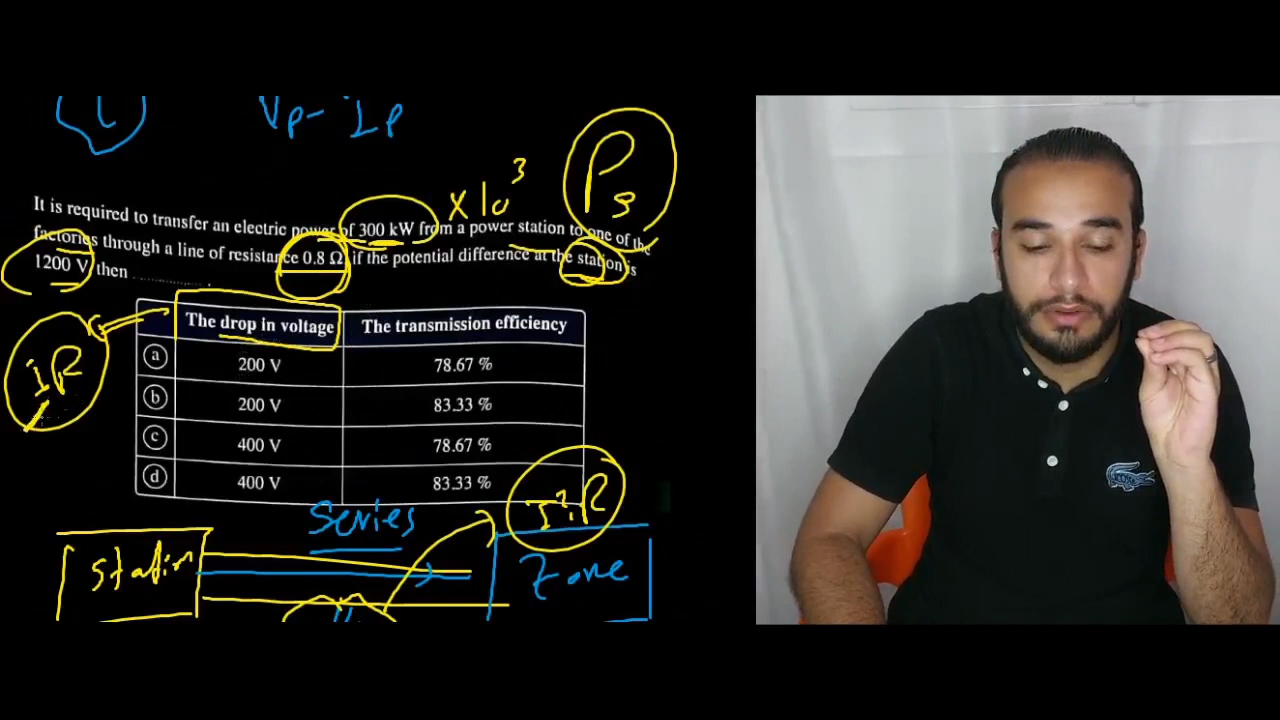 Vp - Ip
× 10³
Ps
It is required to transfer an electric power of 300 kW from a power station to one of the
factories through a line of resistance 0.8 Ω, if the potential difference at the station is
1200 V, then ....................
The drop in voltage The transmission efficiency
a 200 V 78.67 %
b 200 V 83.33 %
c 400 V 78.67 %
d 400 V 83.33 %
IR
I².R
Series
Station
Zone